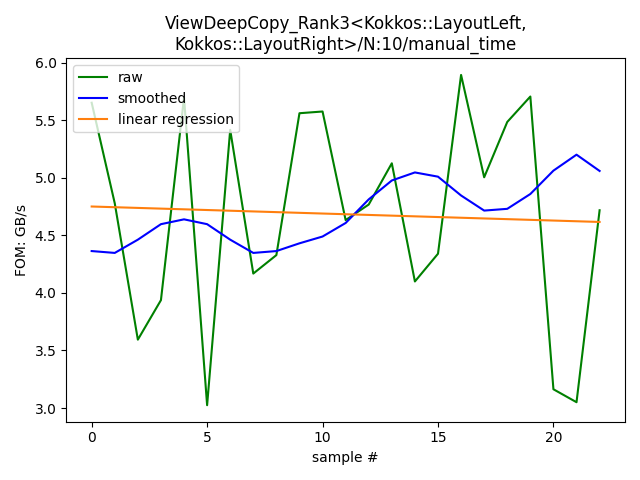 ViewDeepCopy_Rank3<Kokkos::LayoutLeft,
Kokkos::LayoutRight>/N:10/manual_time
raw
smoothed
linear regression
FOM: GB/s
6.0
5.5
5.0
4.5
4.0
3.5
3.0
0
5
10
15
20
sample #